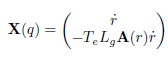 X(q) = ( ṙ
−T_e L_g A(r)ṙ )